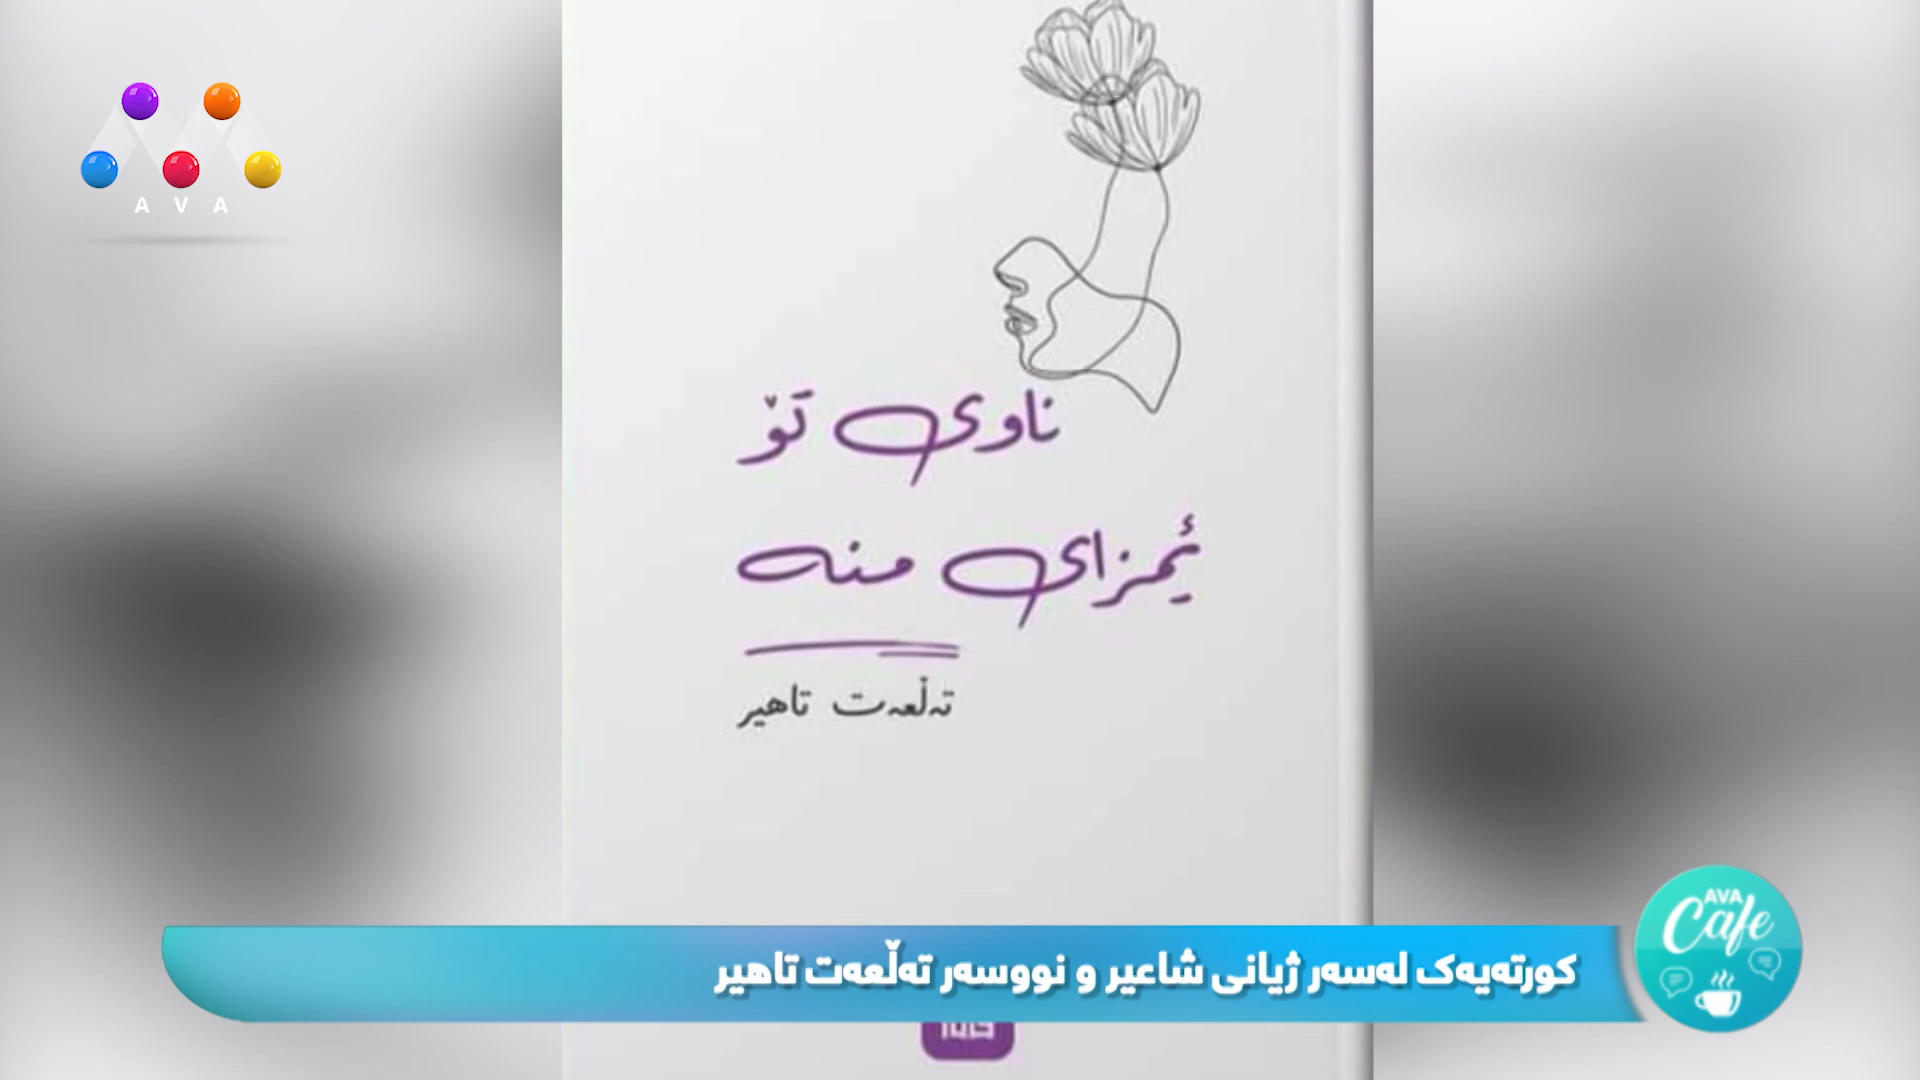 AVA
ناوی تۆ
ئیمزای منە
تەڵعەت تاهیر
کورتەیەک لەسەر ژیانی شاعیر و نووسەر تەڵعەت تاهیر
AVA
Cafe